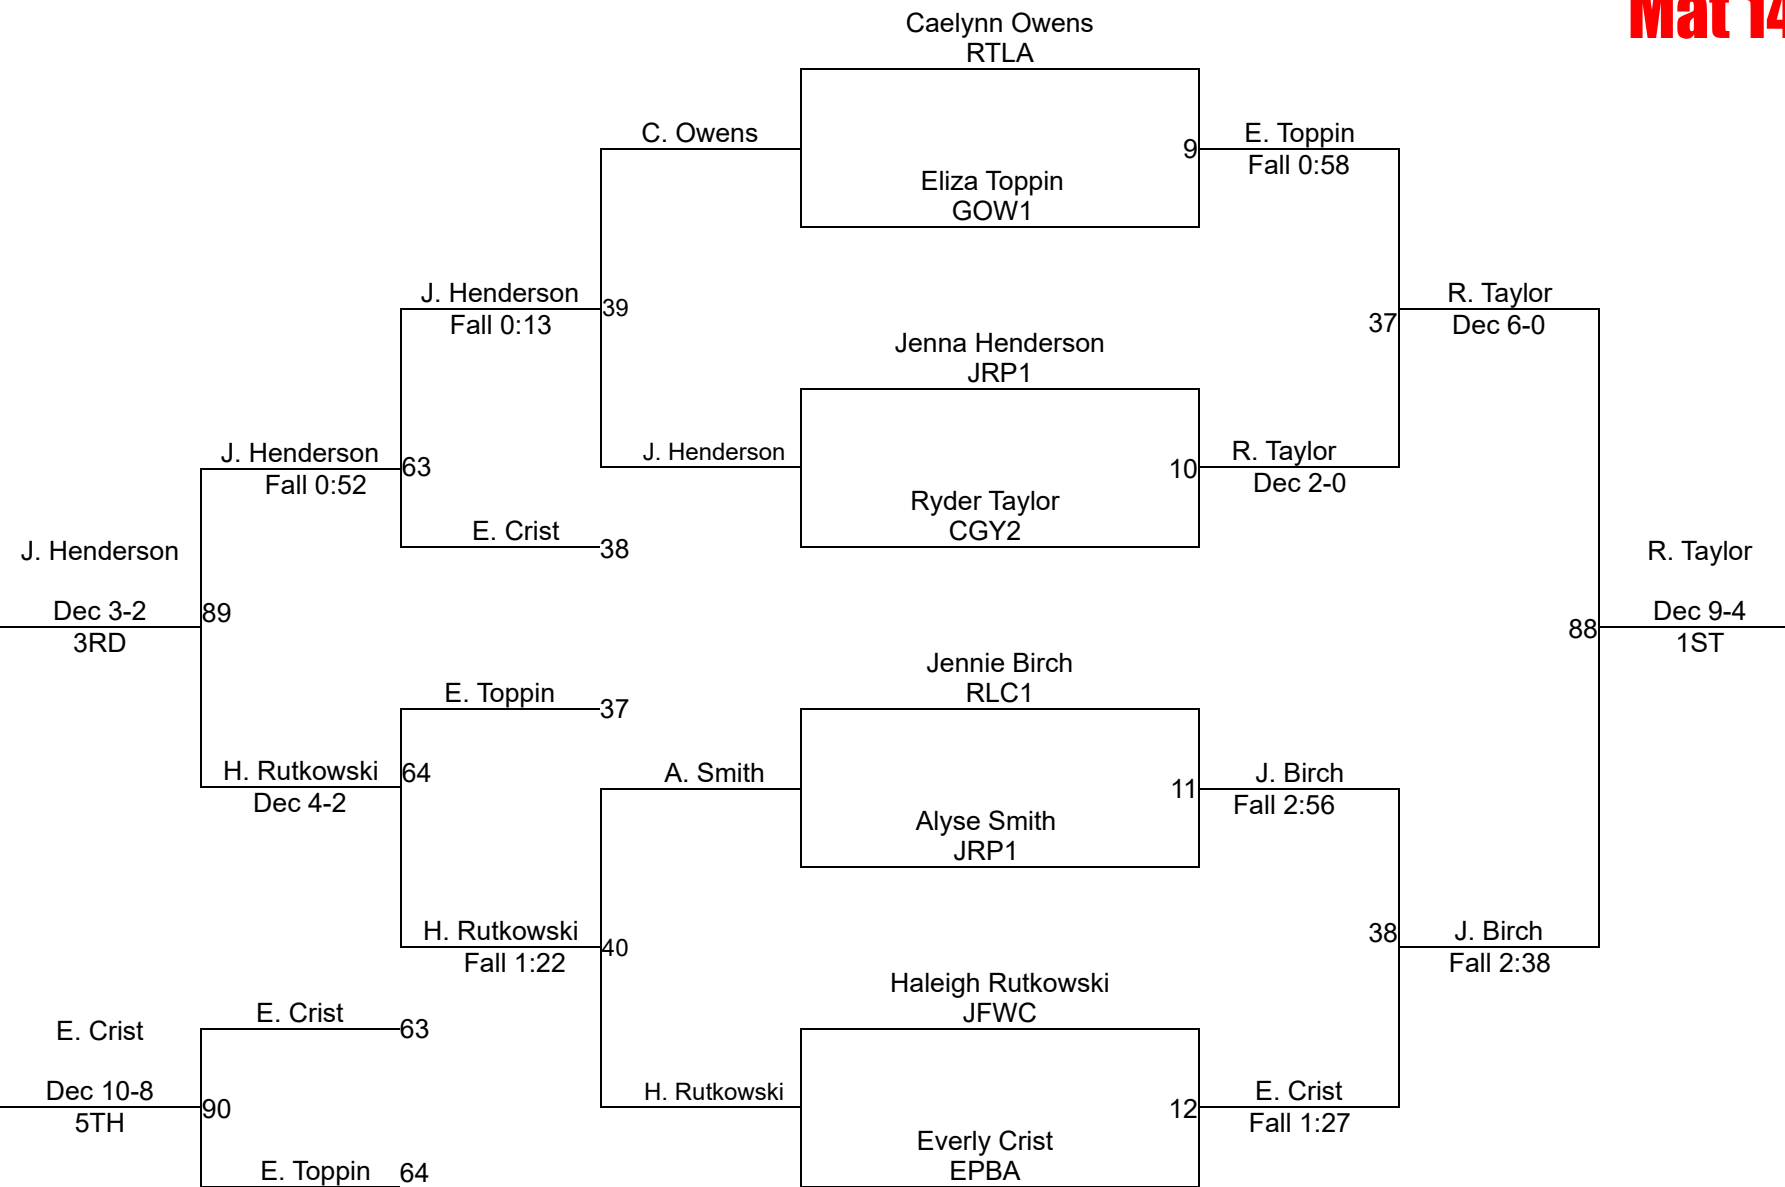 Mat 14
Caelynn Owens
RTLA
C. Owens
9
E. Toppin
Fall 0:58
Eliza Toppin
GOW1
J. Henderson
Fall 0:13
39
37
R. Taylor
Dec 6-0
Jenna Henderson
JRP1
J. Henderson
Fall 0:52
63
J. Henderson
10
R. Taylor
Dec 2-0
Ryder Taylor
CGY2
E. Crist
38
J. Henderson
Dec 3-2
3RD
89
R. Taylor
Dec 9-4
1ST
88
Jennie Birch
RLC1
E. Toppin
37
H. Rutkowski
Dec 4-2
64
A. Smith
11
J. Birch
Fall 2:56
Alyse Smith
JRP1
H. Rutkowski
Fall 1:22
40
38
J. Birch
Fall 2:38
Haleigh Rutkowski
JFWC
E. Crist
63
E. Crist
Dec 10-8
5TH
90
H. Rutkowski
12
E. Crist
Fall 1:27
Everly Crist
EPBA
E. Toppin
64